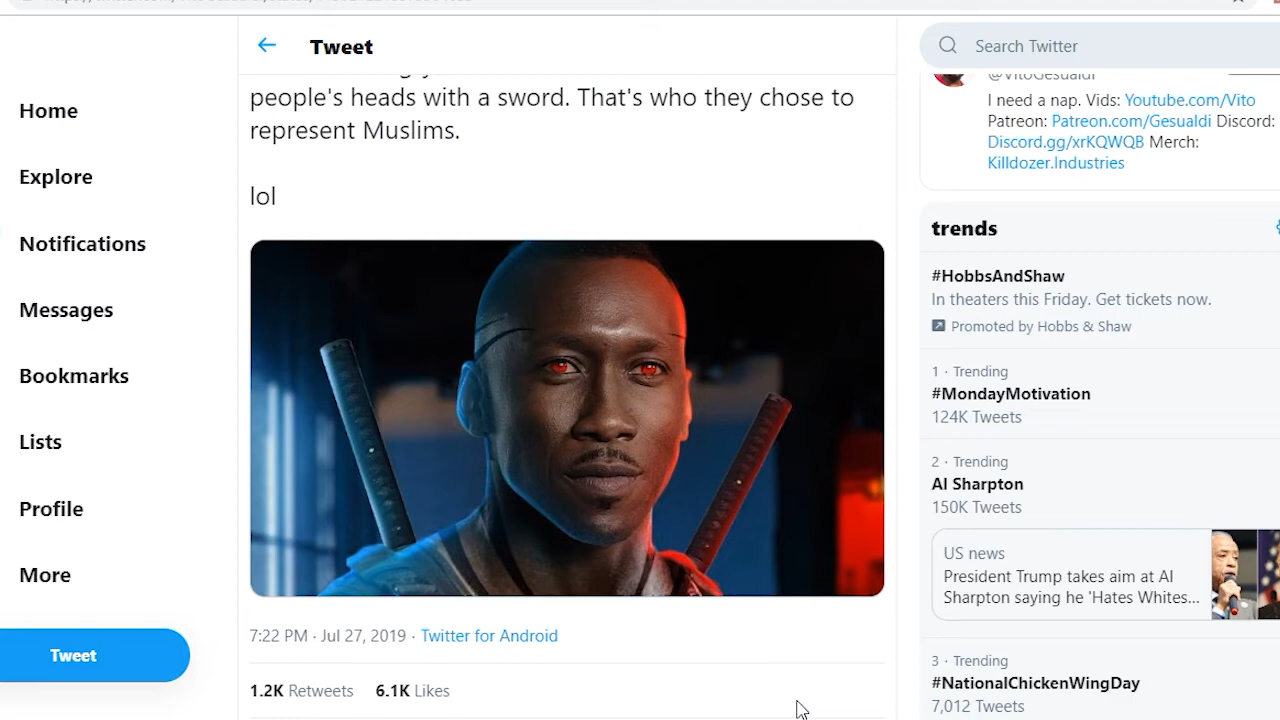 Tweet
Search Twitter
Home
Explore
Notifications
Messages
Bookmarks
Lists
Profile
More
Tweet
people's heads with a sword. That's who they chose to
represent Muslims.
lol
7:22 PM · Jul 27, 2019 · Twitter for Android
1.2K Retweets 6.1K Likes
@VitoGesualdi
I need a nap. Vids: Youtube.com/Vito
Patreon: Patreon.com/Gesualdi Discord:
Discord.gg/xrKQWQB Merch:
Killdozer.Industries
trends
#HobbsAndShaw
In theaters this Friday. Get tickets now.
Promoted by Hobbs & Shaw
1 · Trending
#MondayMotivation
124K Tweets
2 · Trending
Al Sharpton
150K Tweets
US news
President Trump takes aim at Al
Sharpton saying he 'Hates Whites...
3 · Trending
#NationalChickenWingDay
7,012 Tweets